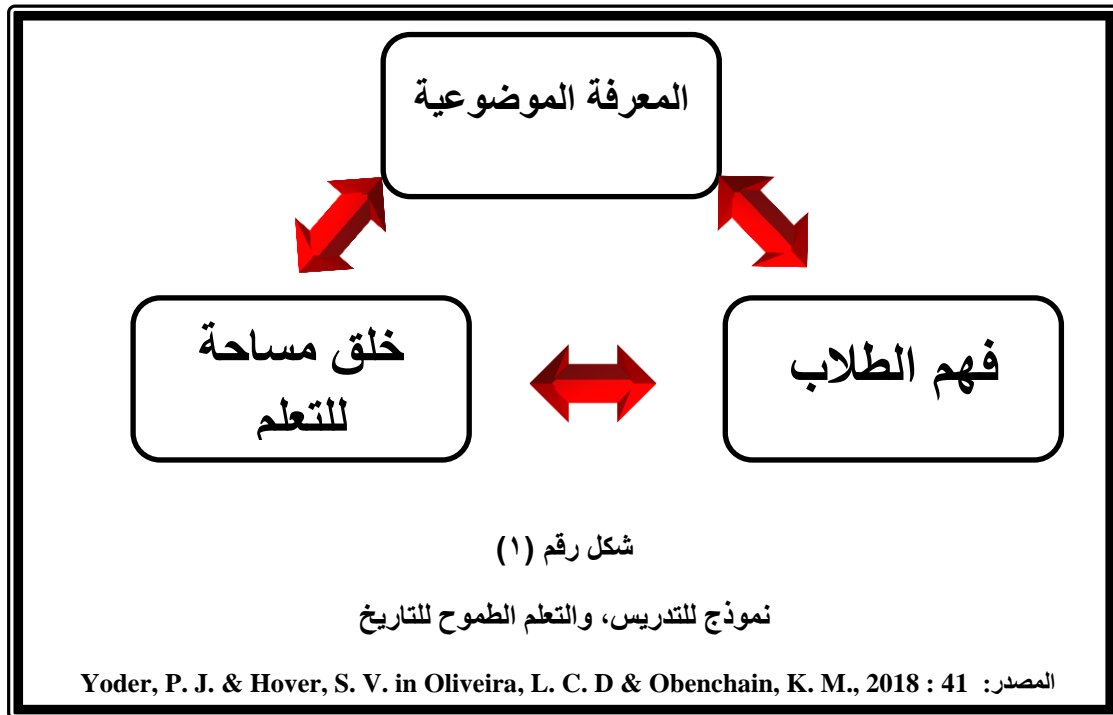 المعرفة الموضوعية
خلق مساحة
للتعلم
فهم الطلاب
شكل رقم (١)
نموذج للتدريس، والتعلم الطموح للتاريخ
المصدر: Yoder, P. J. & Hover, S. V. in Oliveira, L. C. D & Obenchain, K. M., 2018 : 41